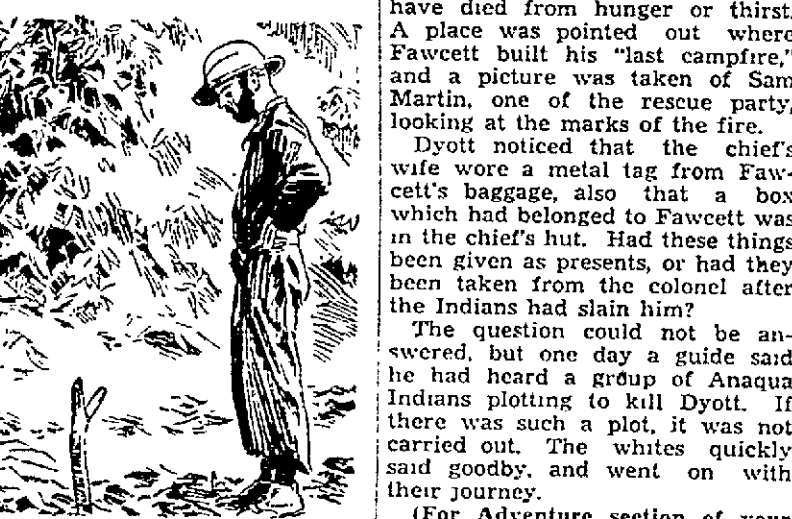 have died from hunger or thirst.
A place was pointed out where
Fawcett built his "last campfire,"
and a picture was taken of Sam
Martin, one of the rescue party,
looking at the marks of the fire.
Dyott noticed that the chief's
wife wore a metal tag from Faw-
cett's baggage, also that a box
which had belonged to Fawcett was
in the chief's hut. Had these things
been given as presents, or had they
been taken from the colonel after
the Indians had slain him?
The question could not be an-
swered, but one day a guide said
he had heard a group of Anaqua
Indians plotting to kill Dyott. If
there was such a plot, it was not
carried out. The whites quickly
said goodby, and went on with
their journey.
(For Adventure section of your